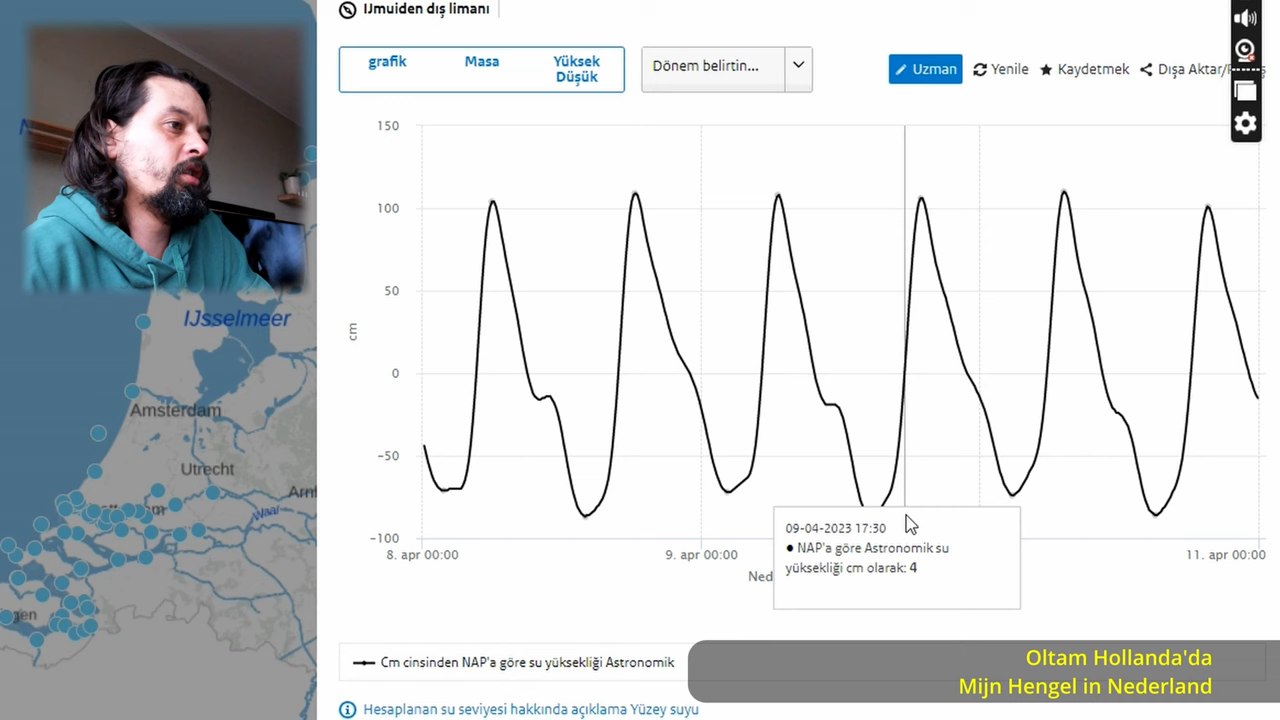 IJmuiden dış limanı
grafik
Masa
Yüksek
Düşük
Dönem belirtin...
Uzman
Yenile
Kaydetmek
Dışa Aktar/
150
100
50
0
−50
−100
cm
8. apr 00:00
9. apr 00:00
11. apr 00:00
Ned
09-04-2023 17:30
● NAP'a göre Astronomik su
yüksekliği cm olarak: 4
Cm cinsinden NAP'a göre su yüksekliği Astronomik
Hesaplanan su seviyesi hakkında açıklama Yüzey suyu
IJsselmeer
Amsterdam
Utrecht
Arn
Waal
Oltam Hollanda'da
Mijn Hengel in Nederland